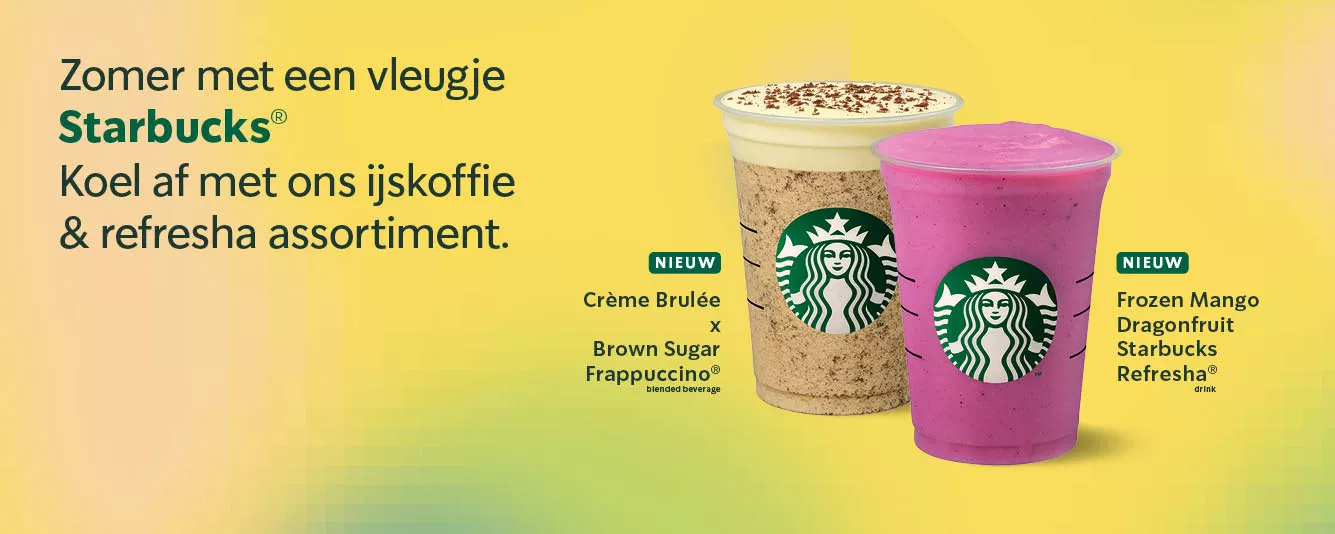 Zomer met een vleugje
Starbucks®
Koel af met ons ijskoffie
& refresha assortiment.
NIEUW
Crème Brulée
x
Brown Sugar
Frappuccino®
blended beverage
NIEUW
Frozen Mango
Dragonfruit
Starbucks
Refresha®
drink
TM